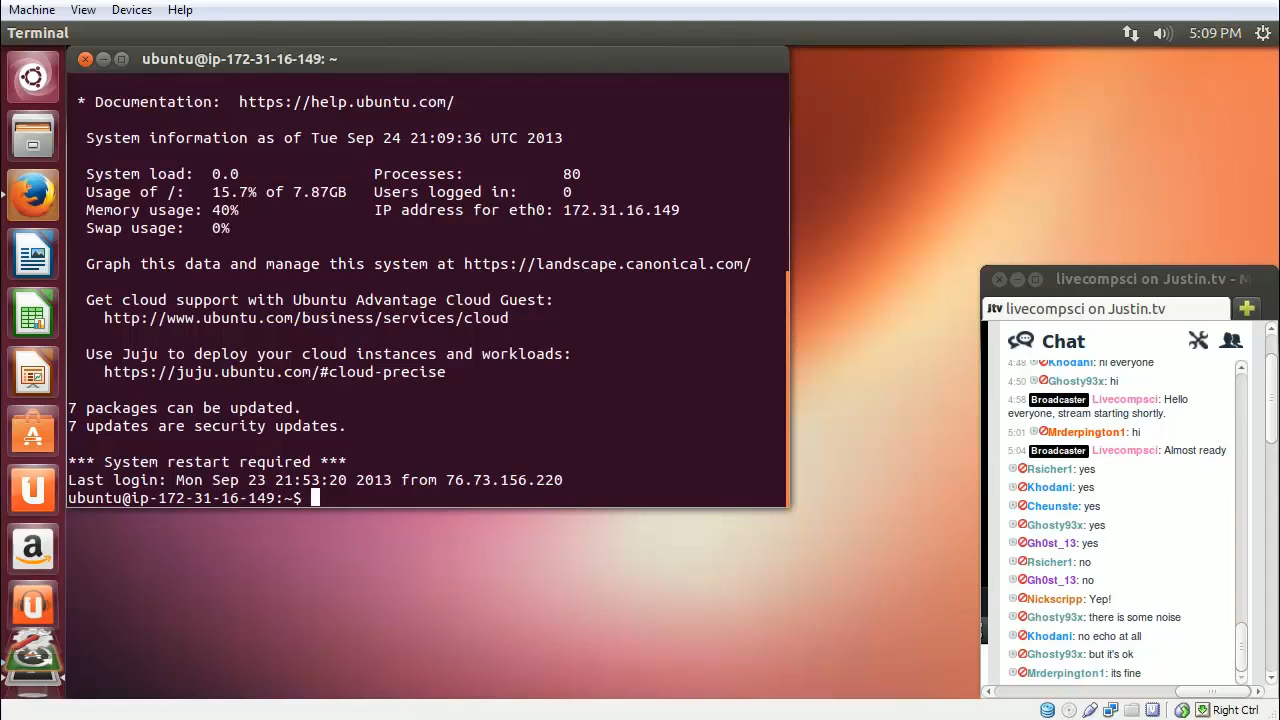 Machine View Devices Help
Terminal
5:09 PM
ubuntu@ip-172-31-16-149: ~
* Documentation: https://help.ubuntu.com/
System information as of Tue Sep 24 21:09:36 UTC 2013
System load: 0.0 Processes: 80
Usage of /: 15.7% of 7.87GB Users logged in: 0
Memory usage: 40% IP address for eth0: 172.31.16.149
Swap usage: 0%
Graph this data and manage this system at https://landscape.canonical.com/
Get cloud support with Ubuntu Advantage Cloud Guest:
http://www.ubuntu.com/business/services/cloud
Use Juju to deploy your cloud instances and workloads:
https://juju.ubuntu.com/#cloud-precise
7 packages can be updated.
7 updates are security updates.
*** System restart required ***
Last login: Mon Sep 23 21:53:20 2013 from 76.73.156.220
ubuntu@ip-172-31-16-149:~$
livecompsci on Justin.tv - M
Jtv livecompsci on Justin.tv
Chat
4:48 Khodani: hi everyone
4:50 Ghosty93x: hi
4:58 Broadcaster Livecompsci: Hello
everyone, stream starting shortly.
5:01 Mrderpington1: hi
5:04 Broadcaster Livecompsci: Almost ready
Rsicher1: yes
Khodani: yes
Cheunste: yes
Ghosty93x: yes
Gh0st_13: yes
Rsicher1: no
Gh0st_13: no
Nickscripp: Yep!
Ghosty93x: there is some noise
Khodani: no echo at all
Ghosty93x: but it's ok
Mrderpington1: its fine
Right Ctrl